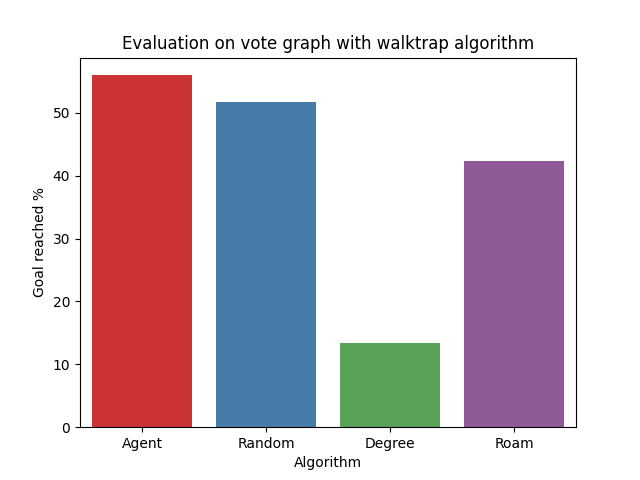 Evaluation on vote graph with walktrap algorithm
Goal reached %
50
40
30
20
10
0
Agent Random Degree Roam
Algorithm